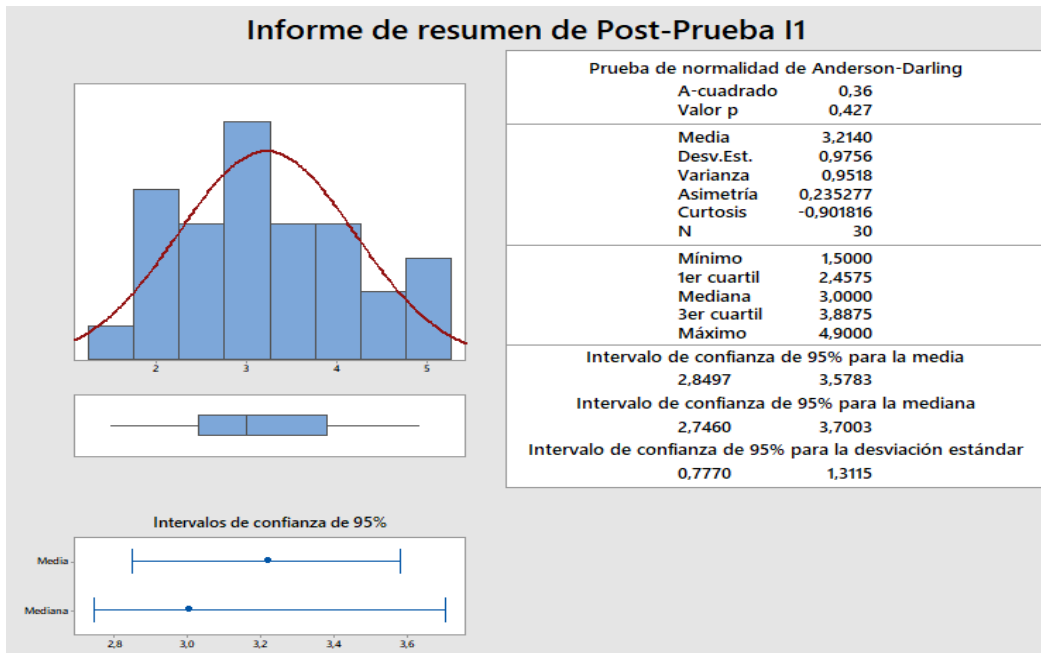 Informe de resumen de Post-Prueba I1
Prueba de normalidad de Anderson-Darling
A-cuadrado 0,36
Valor p 0,427
Media 3,2140
Desv.Est. 0,9756
Varianza 0,9518
Asimetría 0,235277
Curtosis -0,901816
N 30
Mínimo 1,5000
1er cuartil 2,4575
Mediana 3,0000
3er cuartil 3,8875
Máximo 4,9000
Intervalo de confianza de 95% para la media
2,8497 3,5783
Intervalo de confianza de 95% para la mediana
2,7460 3,7003
Intervalo de confianza de 95% para la desviación estándar
0,7770 1,3115
2 3 4 5
Intervalos de confianza de 95%
Media
Mediana
2,8 3,0 3,2 3,4 3,6